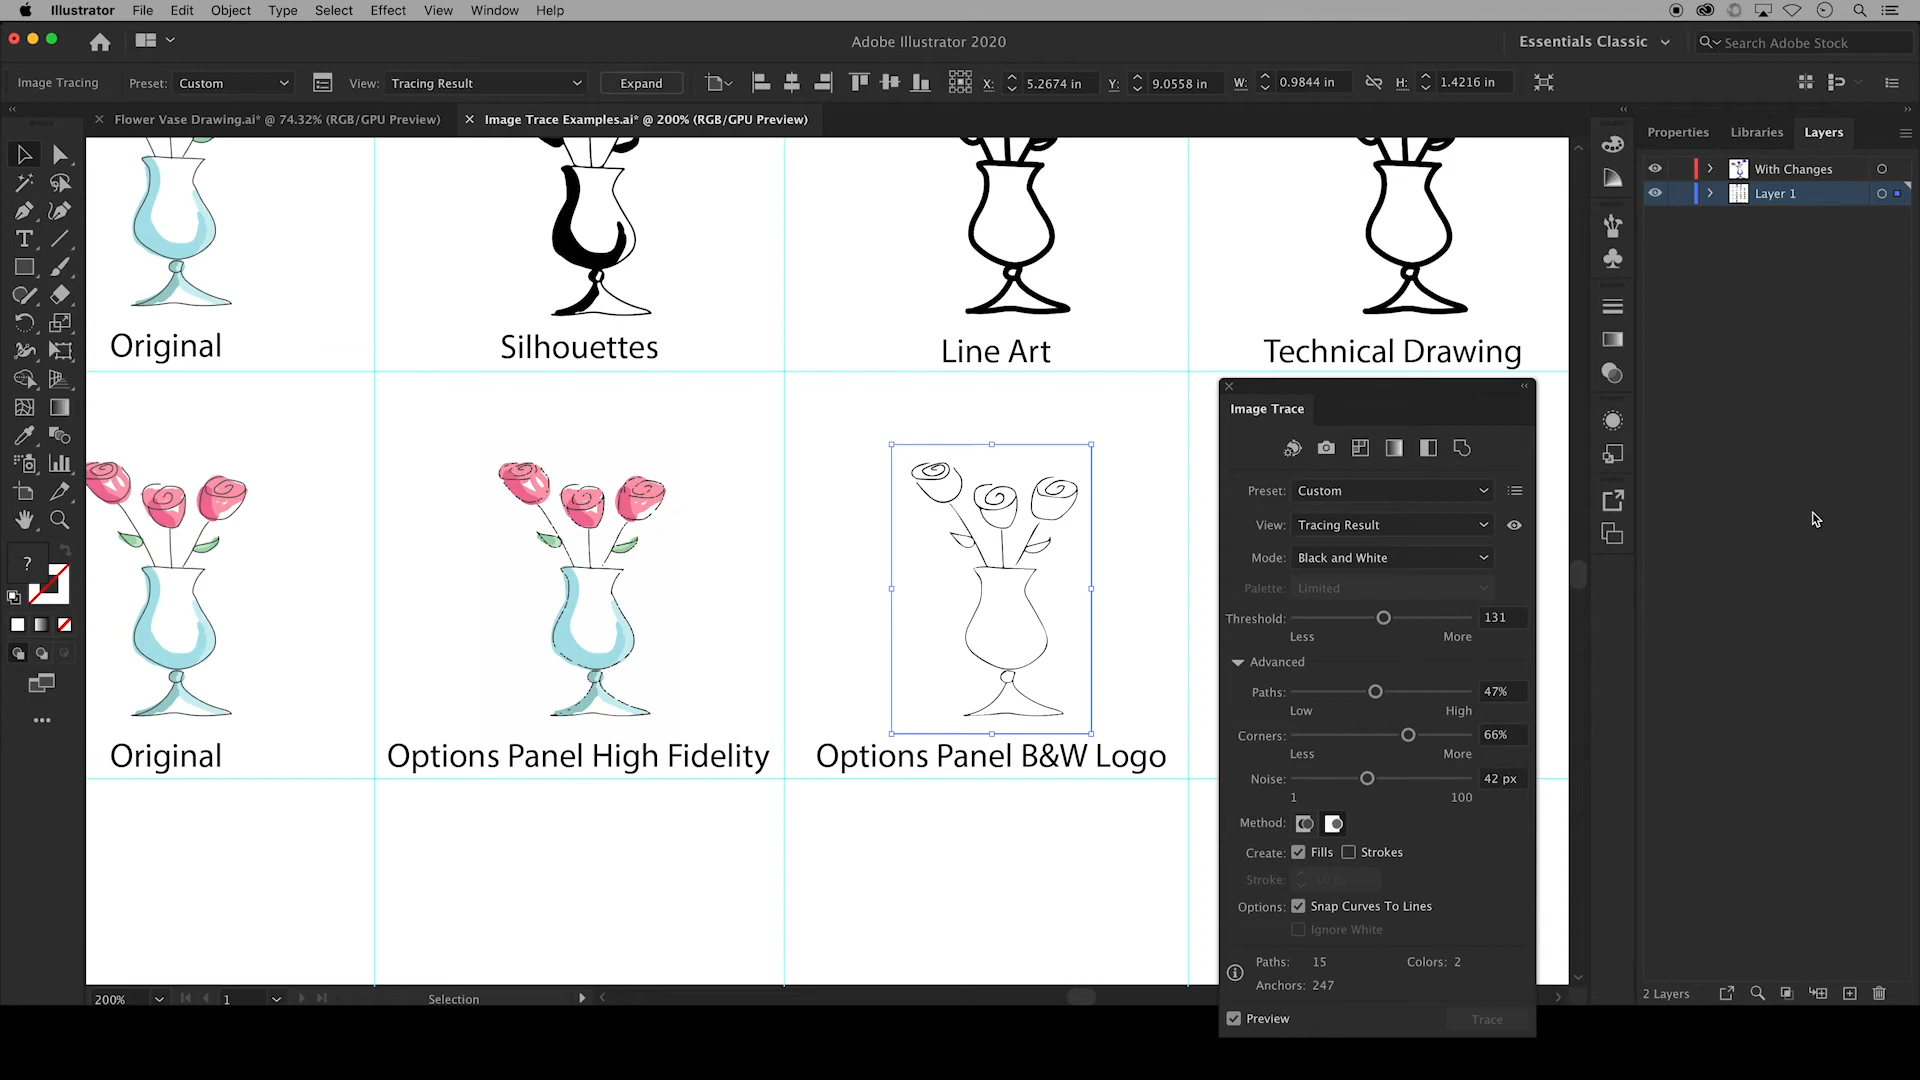 Illustrator File Edit Object Type Select Effect View Window Help
Adobe Illustrator 2020
Essentials Classic
Search Adobe Stock
Image Tracing Preset: Custom View: Tracing Result Expand X: 5.2674 in Y: 9.0558 in W: 0.9844 in H: 1.4216 in
Flower Vase Drawing.ai* @ 74.32% (RGB/GPU Preview)
Image Trace Examples.ai* @ 200% (RGB/GPU Preview)
Properties Libraries Layers
With Changes
Layer 1
Original
Silhouettes
Line Art
Technical Drawing
Original
Options Panel High Fidelity
Options Panel B&W Logo
Image Trace
Preset: Custom
View: Tracing Result
Mode: Black and White
Palette: Limited
Threshold: 131
Less More
Advanced
Paths: 47%
Low High
Corners: 66%
Less More
Noise: 42 px
1 100
Method:
Create: Fills Strokes
Stroke:
Options: Snap Curves To Lines
Ignore White
Paths: 15 Colors: 2
Anchors: 247
Preview Trace
?
200% 1 Selection
2 Layers